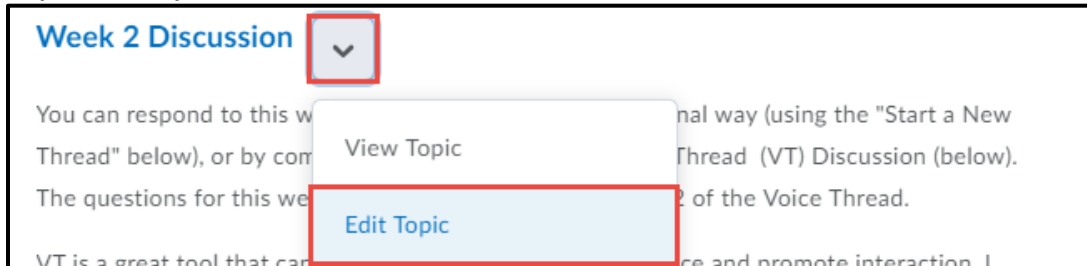 Week 2 Discussion
You can respond to this w nal way (using the "Start a New
View Topic
Thread" below), or by com Thread (VT) Discussion (below).
The questions for this we 2 of the Voice Thread.
Edit Topic
VT is a great tool that can ce and promote interaction. I